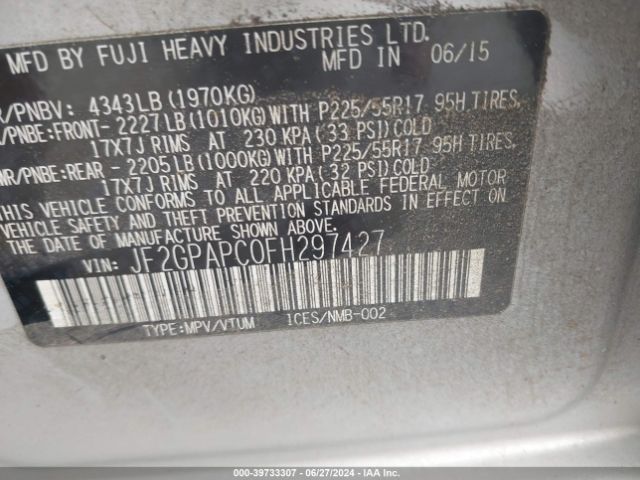 MFD BY FUJI HEAVY INDUSTRIES LTD.
MFD IN 06/15
R/PNBV: 4343LB (1970KG)
/PNBE:FRONT- 2227LB (1010KG) WITH P225/55R17 95H TIRES,
17X7J RIMS AT 230 KPA (33 PSI) COLD
WR/PNBE:REAR - 2205LB (1000KG) WITH P225/55R17 95H TIRES,
17X7J RIMS AT 220 KPA (32 PSI) COLD
THIS VEHICLE CONFORMS TO ALL APPLICABLE FEDERAL MOTOR
VEHICLE SAFETY AND THEFT PREVENTION STANDARDS IN EFFECT ON
THE DATE OF MANUFACTURE SHOWN ABOVE.
VIN: JF2GPAPC0FH297427
TYPE:MPV/VTUM ICES/NMB-002
000-39733307 - 06/27/2024 - IAA Inc.